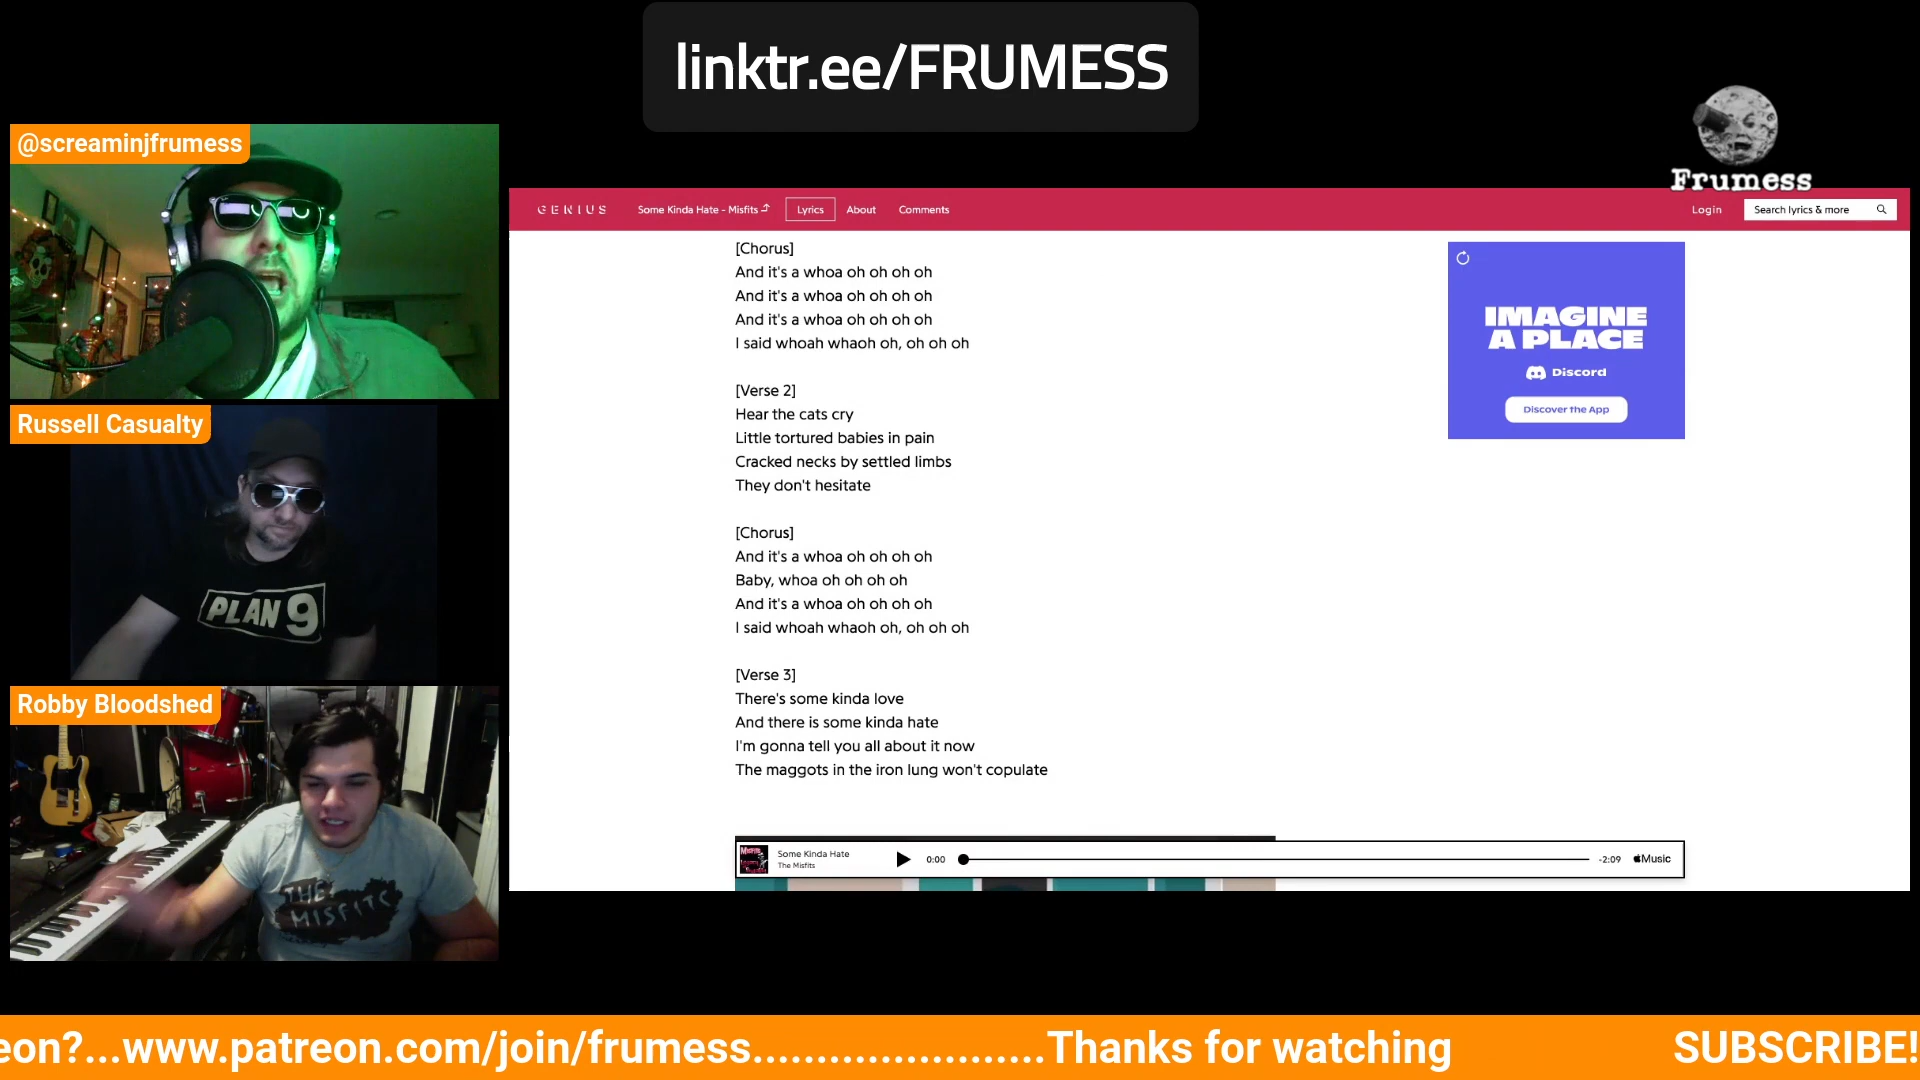 linktr.ee/FRUMESS
Frumess
@screaminjfrumess
Russell Casualty
PLAN 9
Robby Bloodshed
THE
MISFITS
GENIUS
Some Kinda Hate - Misfits
Lyrics
About
Comments
Login
Search lyrics & more
[Chorus]
And it's a whoa oh oh oh oh
And it's a whoa oh oh oh oh
And it's a whoa oh oh oh oh
I said whoah whaoh oh, oh oh oh
[Verse 2]
Hear the cats cry
Little tortured babies in pain
Cracked necks by settled limbs
They don't hesitate
[Chorus]
And it's a whoa oh oh oh oh
Baby, whoa oh oh oh oh
And it's a whoa oh oh oh oh
I said whoah whaoh oh, oh oh oh
[Verse 3]
There's some kinda love
And there is some kinda hate
I'm gonna tell you all about it now
The maggots in the iron lung won't copulate
IMAGINE
A PLACE
Discord
Discover the App
Some Kinda Hate
The Misfits
0:00
-2:09
Music
eon?...www.patreon.com/join/frumess.......................Thanks for watching
SUBSCRIBE!